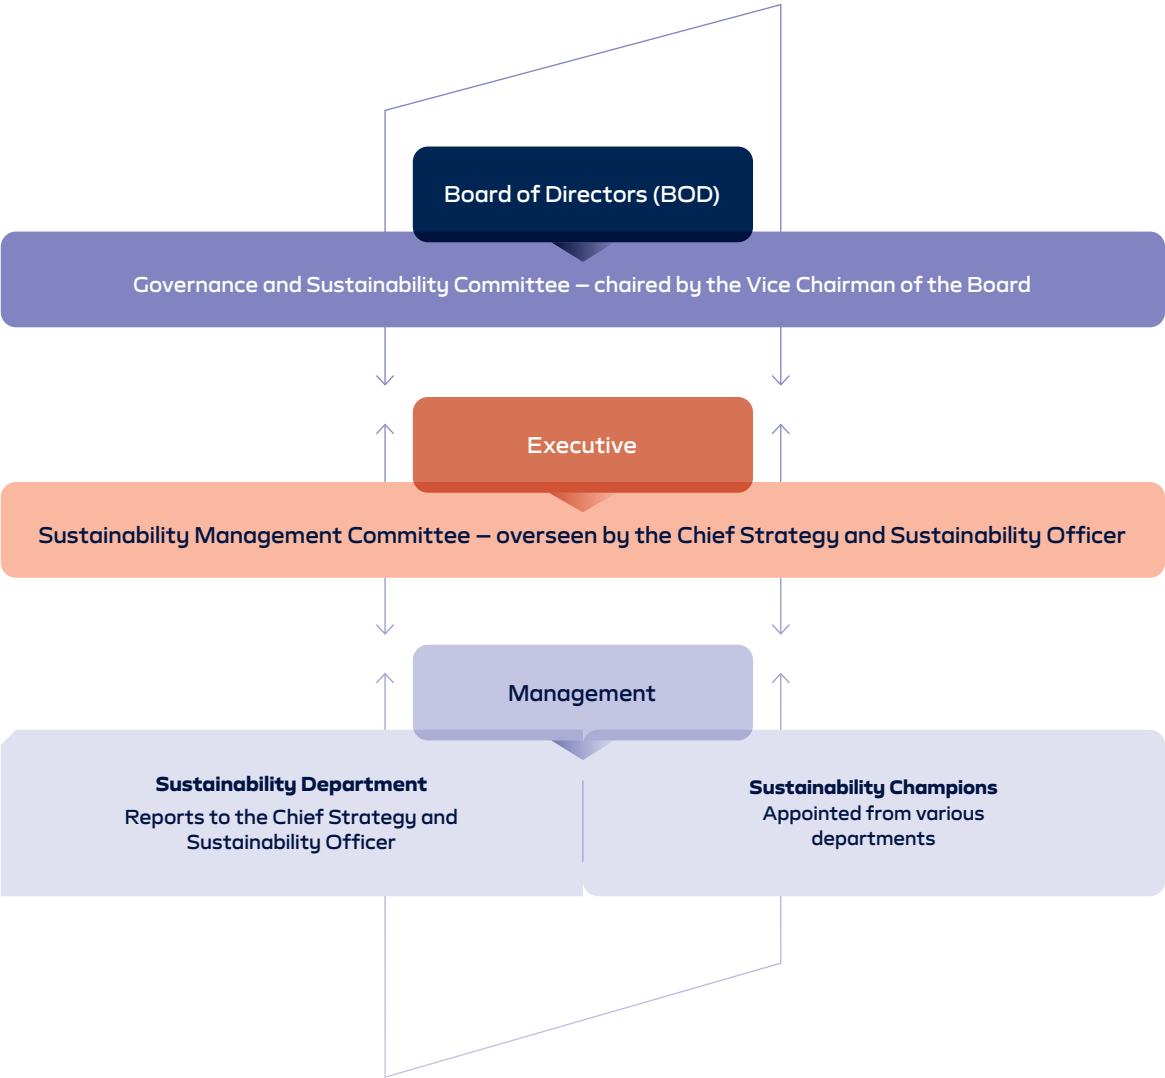 Board of Directors (BOD)
Governance and Sustainability Committee – chaired by the Vice Chairman of the Board
Executive
Sustainability Management Committee – overseen by the Chief Strategy and Sustainability Officer
Management
Sustainability Department
Reports to the Chief Strategy and
Sustainability Officer
Sustainability Champions
Appointed from various
departments